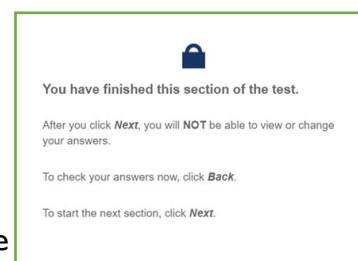 You have finished this section of the test.
After you click Next, you will NOT be able to view or change
your answers.
To check your answers now, click Back.
To start the next section, click Next.
e